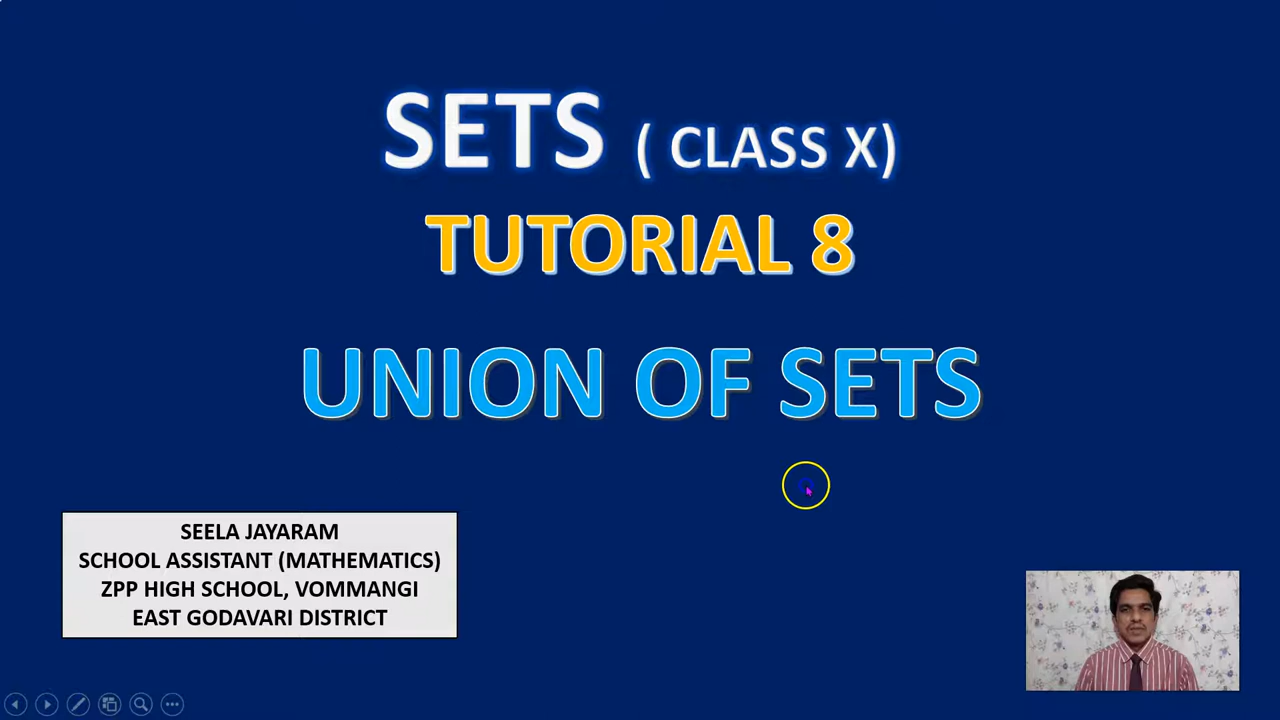 SETS ( CLASS X)
TUTORIAL 8
UNION OF SETS
SEELA JAYARAM
SCHOOL ASSISTANT (MATHEMATICS)
ZPP HIGH SCHOOL, VOMMANGI
EAST GODAVARI DISTRICT